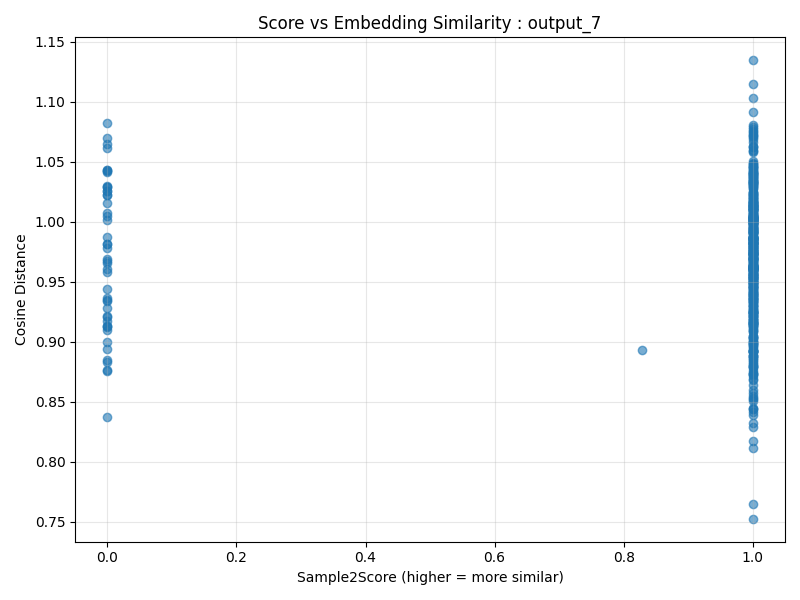 Score vs Embedding Similarity : output_7
1.15
1.10
1.05
1.00
0.95
0.90
0.85
0.80
0.75
Cosine Distance
0.0 0.2 0.4 0.6 0.8 1.0
Sample2Score (higher = more similar)